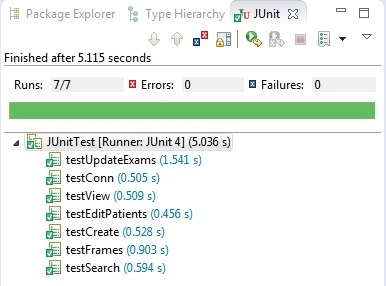 Package Explorer Type Hierarchy JUnit
Finished after 5.115 seconds
Runs: 7/7 Errors: 0 Failures: 0
JUnitTest [Runner: JUnit 4] (5.036 s)
testUpdateExams (1.541 s)
testConn (0.505 s)
testView (0.509 s)
testEditPatients (0.456 s)
testCreate (0.528 s)
testFrames (0.903 s)
testSearch (0.594 s)